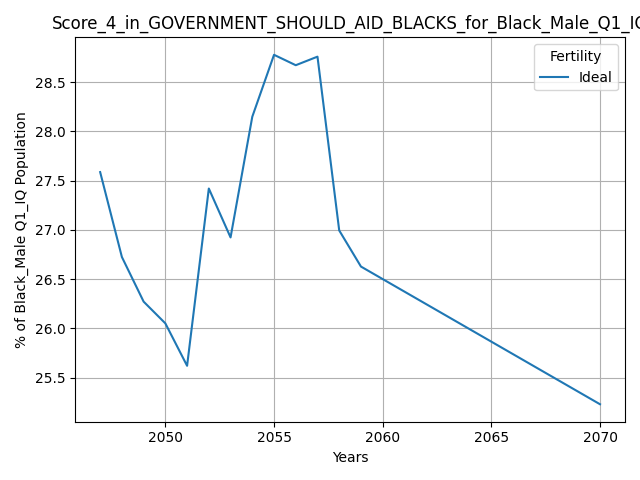 Score_4_in_GOVERNMENT_SHOULD_AID_BLACKS_for_Black_Male_Q1_IQ
Fertility
Ideal
28.5
28.0
27.5
27.0
26.5
26.0
25.5
% of Black_Male Q1_IQ Population
2050 2055 2060 2065 2070
Years